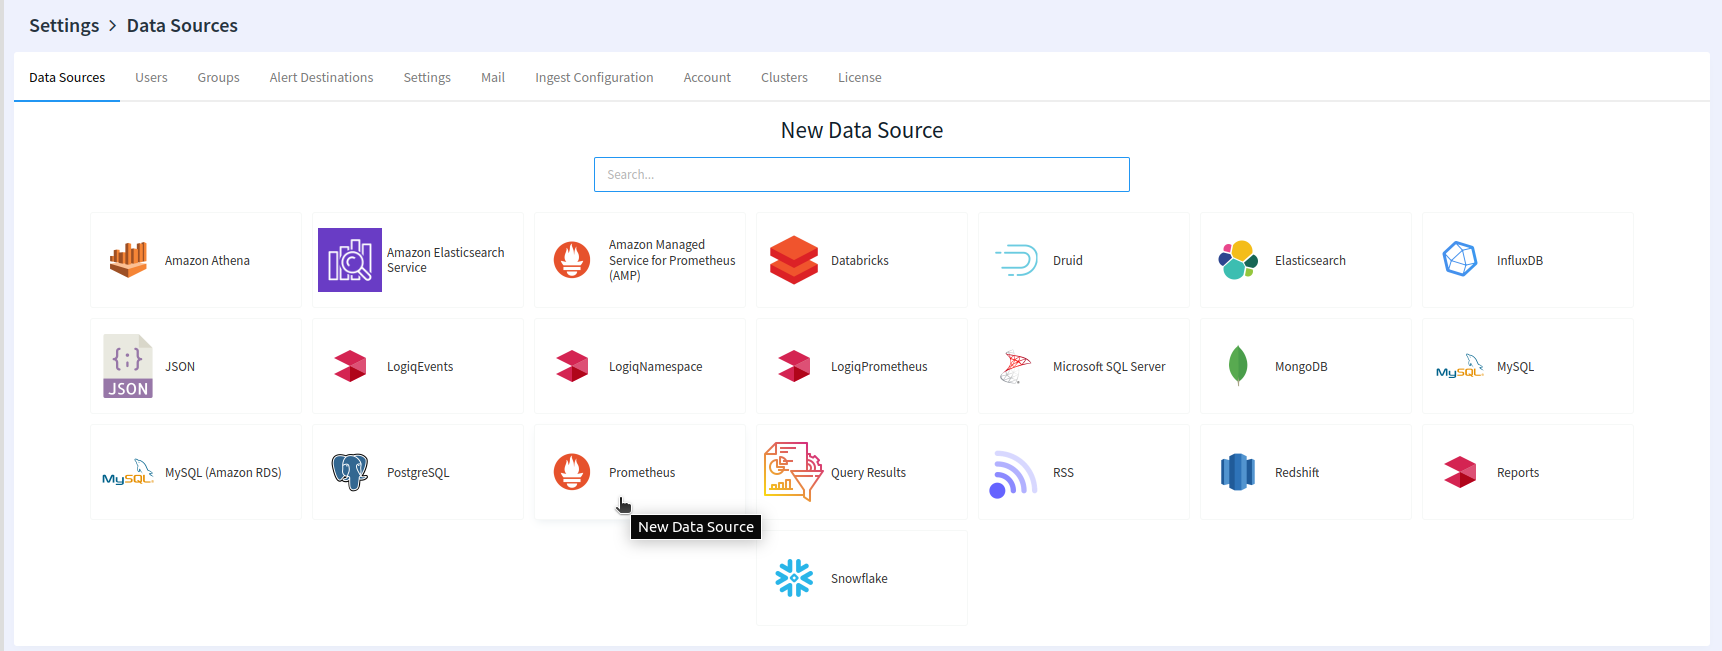 Settings > Data Sources
Data Sources Users Groups Alert Destinations Settings Mail Ingest Configuration Account Clusters License
New Data Source
Search...
Amazon Athena
Amazon Elasticsearch
Service
Amazon Managed
Service for Prometheus
(AMP)
Databricks
Druid
Elasticsearch
InfluxDB
{;}
JSON
JSON
LogiqEvents
LogiqNamespace
LogiqPrometheus
Microsoft SQL Server
MongoDB
MySQL
MySQL
MySQL
MySQL (Amazon RDS)
PostgreSQL
Prometheus
Query Results
RSS
Redshift
Reports
New Data Source
Snowflake